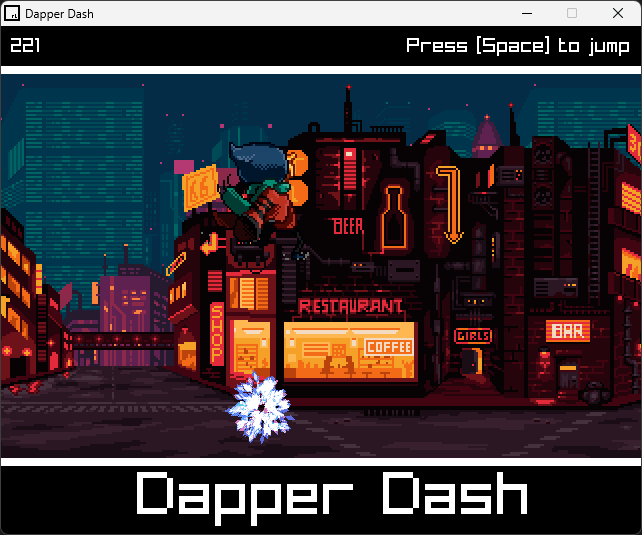 Dapper Dash
221
Press [Space] to jump
BEER
RESTAURANT
SHOP
COFFEE
GIRLS
BAR
Dapper Dash